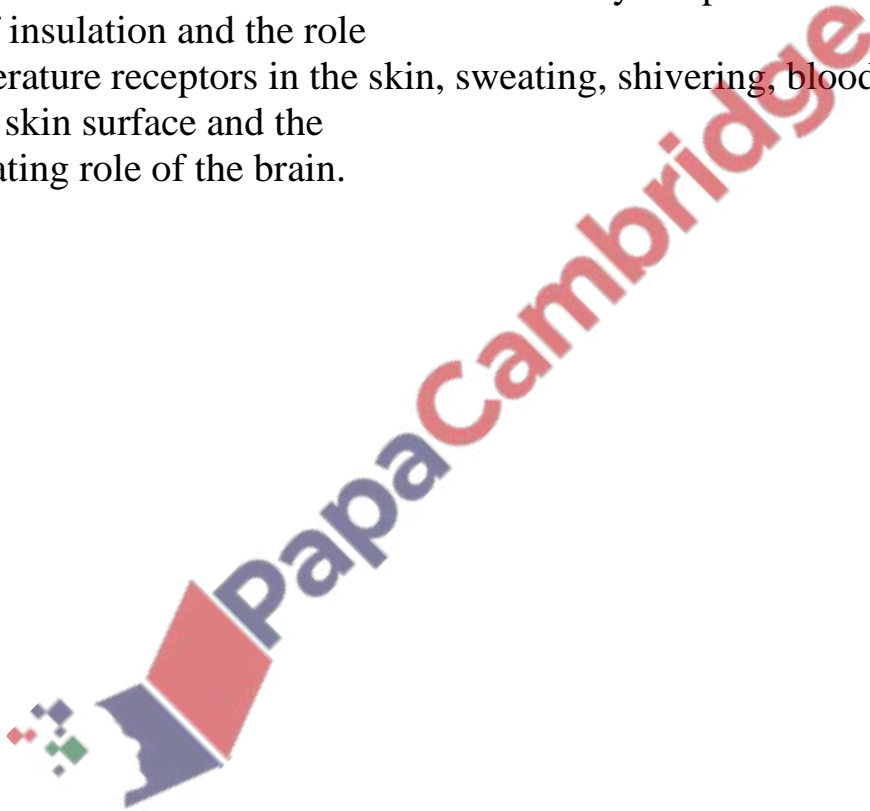 insulation and the role
erature receptors in the skin, sweating, shivering, blood
skin surface and the
ating role of the brain.
PapaCambridge